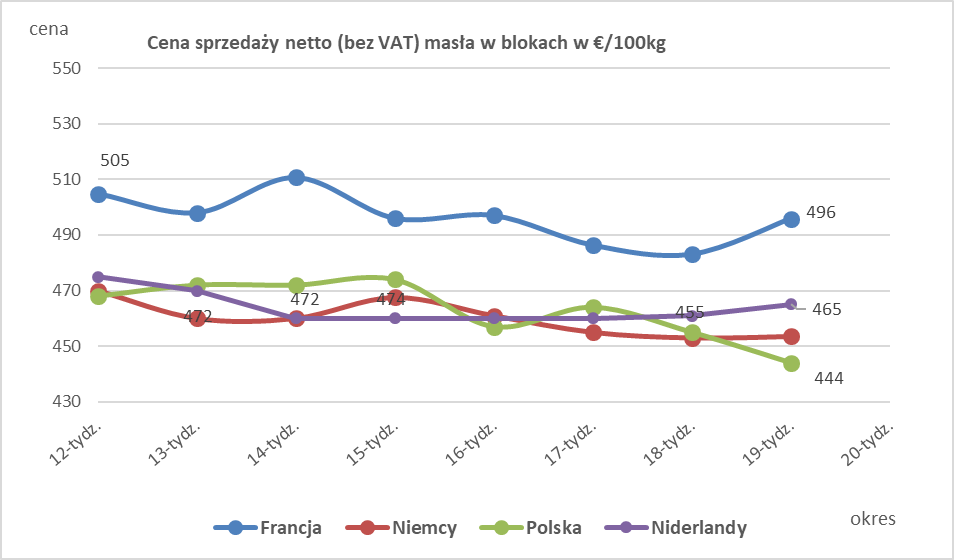 cena
Cena sprzedaży netto (bez VAT) masła w blokach w €/100kg
550
530
510
490
470
450
430
505
496
472
472
474
455
465
444
12-tydz.
13-tydz.
14-tydz.
15-tydz.
16-tydz.
17-tydz.
18-tydz.
19-tydz.
20-tydz.
okres
Francja
Niemcy
Polska
Niderlandy